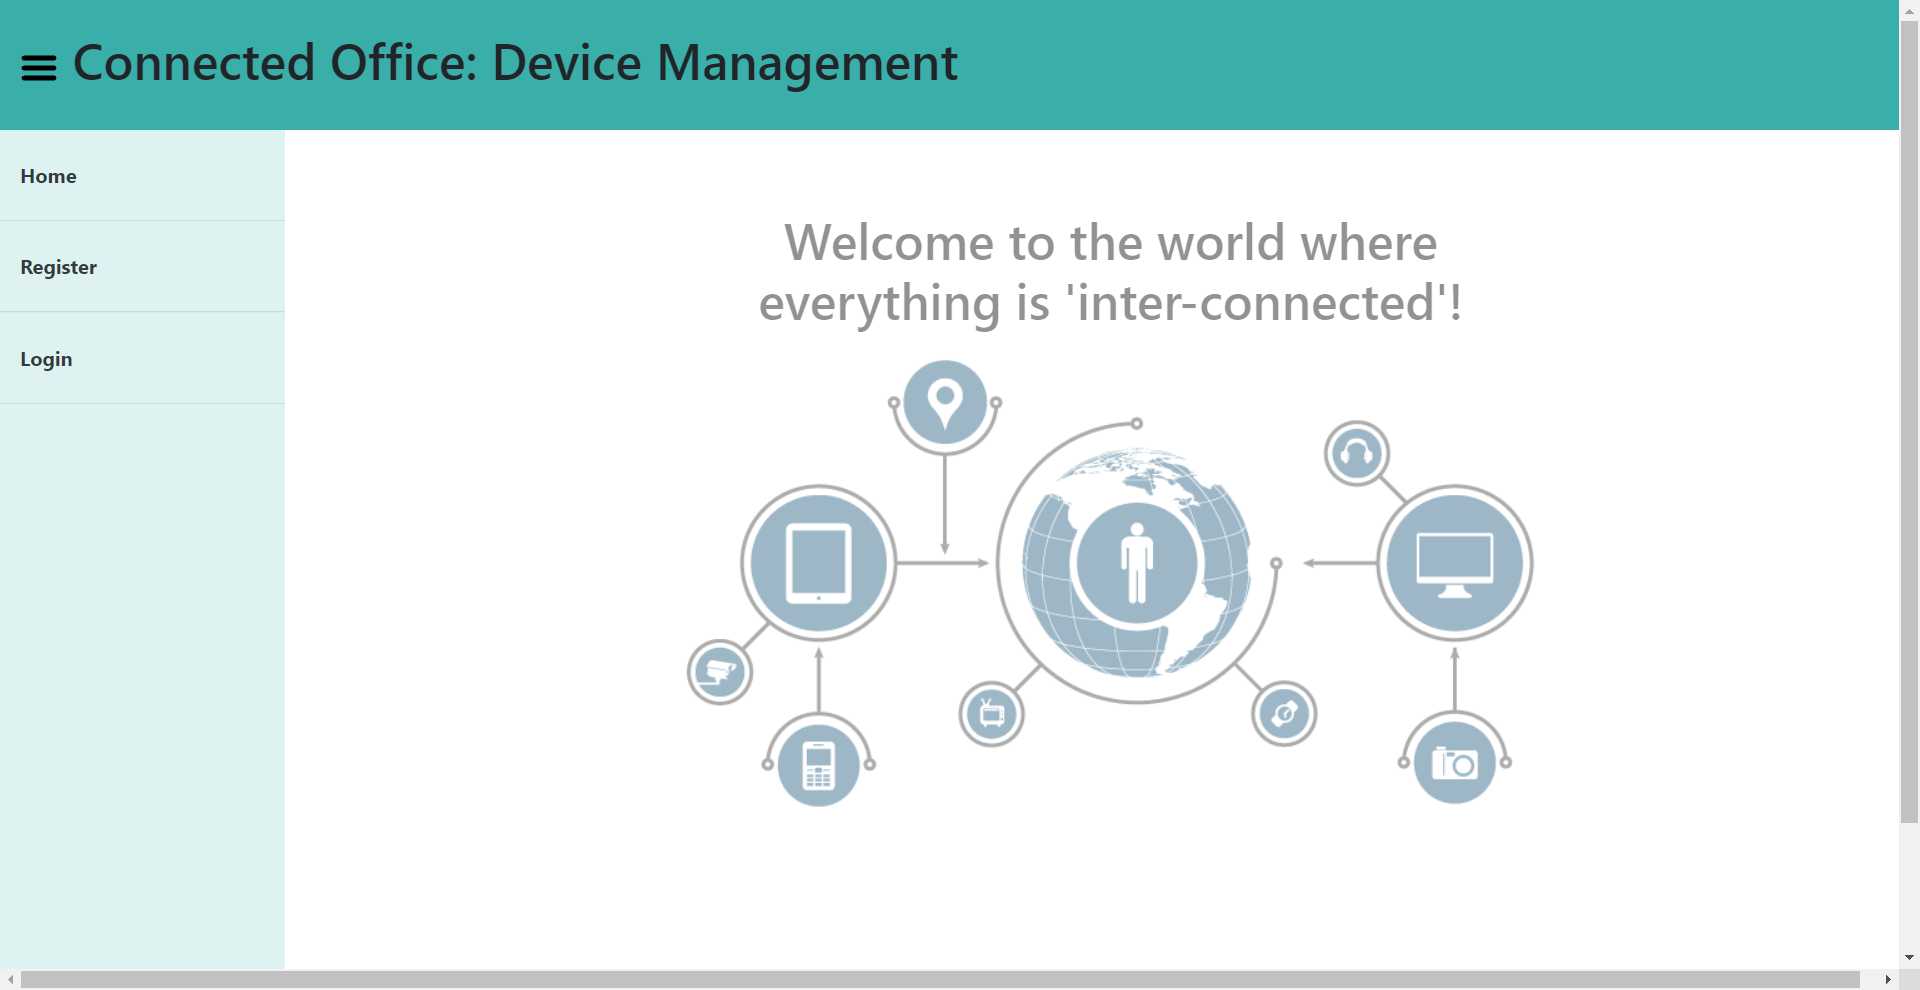 Connected Office: Device Management
Home
Register
Login
Welcome to the world where
everything is 'inter-connected'!